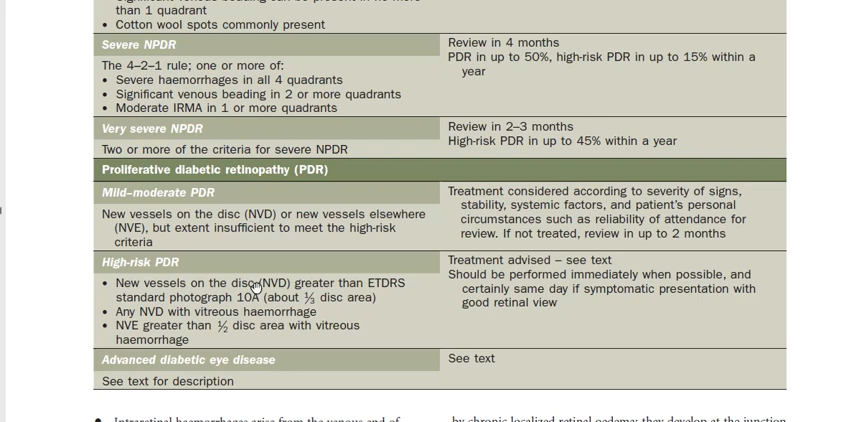 than 1 quadrant
• Cotton wool spots commonly present
Severe NPDR
The 4–2–1 rule; one or more of:
• Severe haemorrhages in all 4 quadrants
• Significant venous beading in 2 or more quadrants
• Moderate IRMA in 1 or more quadrants
Review in 4 months
PDR in up to 50%, high-risk PDR in up to 15% within a
year
Very severe NPDR
Two or more of the criteria for severe NPDR
Review in 2–3 months
High-risk PDR in up to 45% within a year
Proliferative diabetic retinopathy (PDR)
Mild–moderate PDR
New vessels on the disc (NVD) or new vessels elsewhere
(NVE), but extent insufficient to meet the high-risk
criteria
Treatment considered according to severity of signs,
stability, systemic factors, and patient's personal
circumstances such as reliability of attendance for
review. If not treated, review in up to 2 months
High-risk PDR
• New vessels on the disc (NVD) greater than ETDRS
standard photograph 10A (about ⅓ disc area)
• Any NVD with vitreous haemorrhage
• NVE greater than ½ disc area with vitreous
haemorrhage
Treatment advised – see text
Should be performed immediately when possible, and
certainly same day if symptomatic presentation with
good retinal view
Advanced diabetic eye disease
See text for description
See text